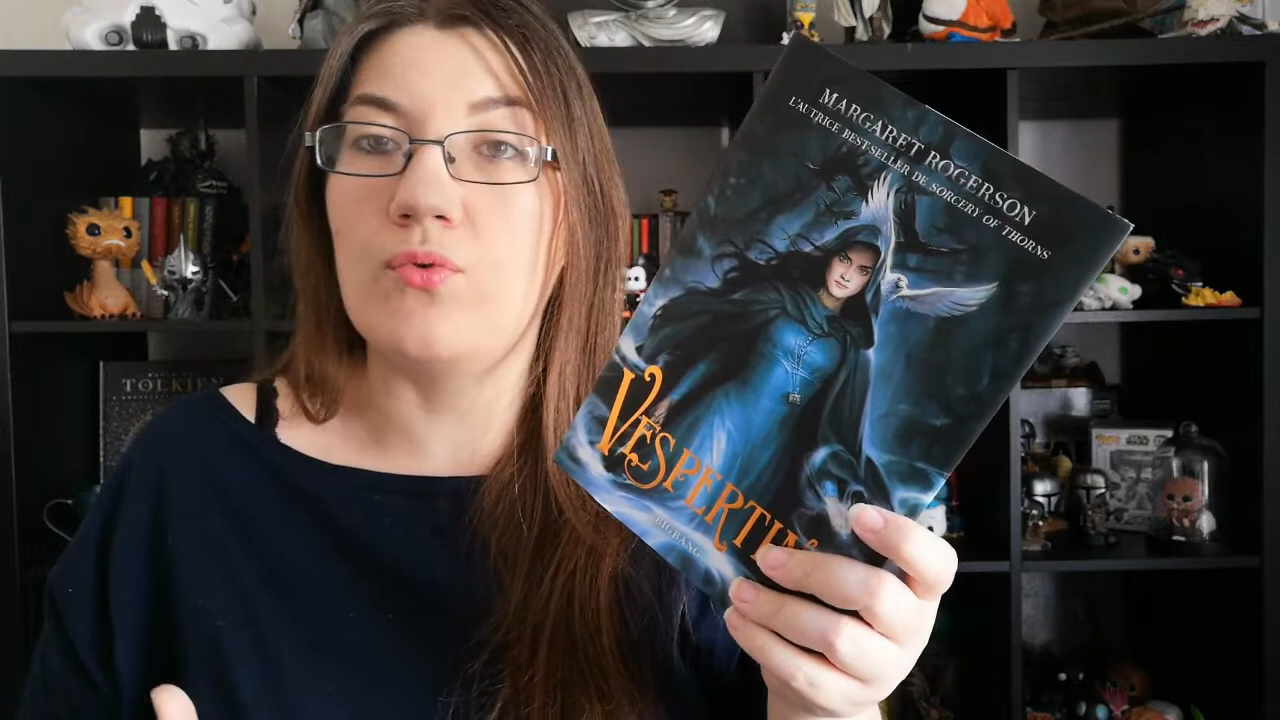 MARGARET ROGERSON
L'AUTRICE BEST-SELLER DE SORCERY OF THORNS
VESPERTIN
BIGBANG
TOLKIEN